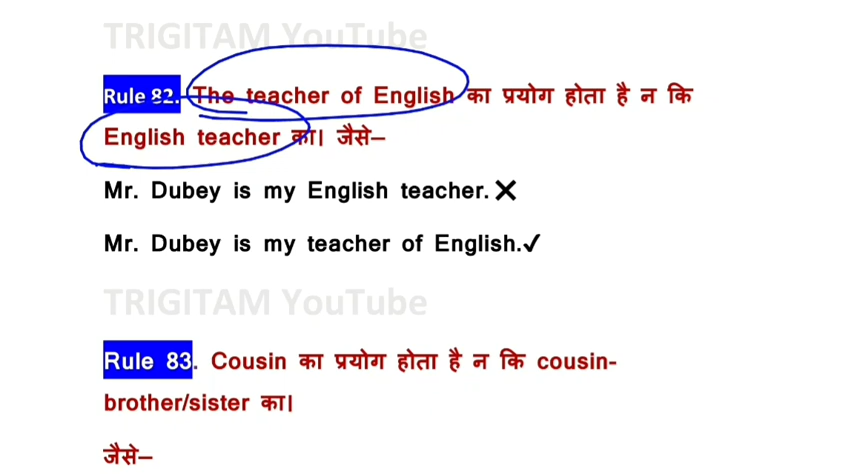 TRIGITAM YouTube
Rule 82. The teacher of English का प्रयोग होता है न कि
English teacher का। जैसे–
Mr. Dubey is my English teacher.❌
Mr. Dubey is my teacher of English.✓
TRIGITAM YouTube
Rule 83. Cousin का प्रयोग होता है न कि cousin-
brother/sister का।
जैसे–